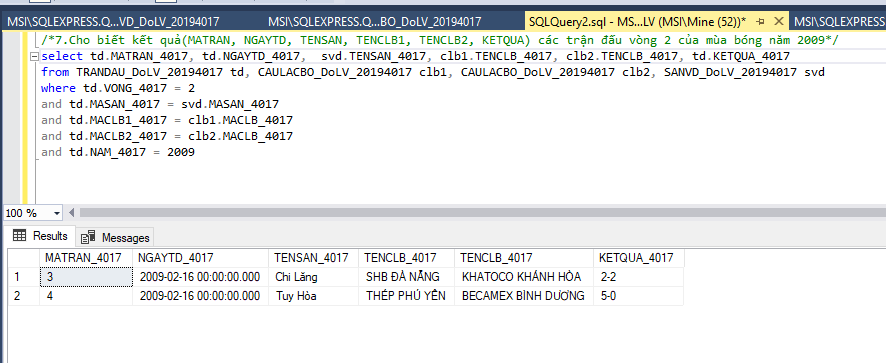 MSI\SQLEXPRESS.Q...VD_DoLV_20194017 MSI\SQLEXPRESS.Q...BO_DoLV_20194017 SQLQuery2.sql - MS...LV (MSI\Mine (52))* MSI\SQLEXPRESS.Q...
/*7.Cho biết kết quả(MATRAN, NGAYTD, TENSAN, TENCLB1, TENCLB2, KETQUA) các trận đấu vòng 2 của mùa bóng năm 2009*/
select td.MATRAN_4017, td.NGAYTD_4017, svd.TENSAN_4017, clb1.TENCLB_4017, clb2.TENCLB_4017, td.KETQUA_4017
from TRANDAU_DoLV_20194017 td, CAULACBO_DoLV_20194017 clb1, CAULACBO_DoLV_20194017 clb2, SANVD_DoLV_20194017 svd
where td.VONG_4017 = 2
and td.MASAN_4017 = svd.MASAN_4017
and td.MACLB1_4017 = clb1.MACLB_4017
and td.MACLB2_4017 = clb2.MACLB_4017
and td.NAM_4017 = 2009
100 %
Results Messages
MATRAN_4017 NGAYTD_4017 TENSAN_4017 TENCLB_4017 TENCLB_4017 KETQUA_4017
1 3 2009-02-16 00:00:00.000 Chi Lăng SHB ĐÀ NẴNG KHATOCO KHÁNH HÒA 2-2
2 4 2009-02-16 00:00:00.000 Tuy Hòa THÉP PHÚ YÊN BECAMEX BÌNH DƯƠNG 5-0